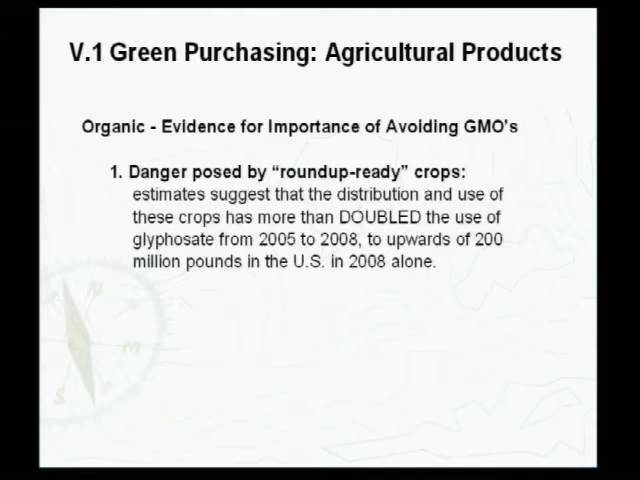 V.1 Green Purchasing: Agricultural Products
Organic - Evidence for Importance of Avoiding GMO's
1. Danger posed by “roundup-ready” crops:
estimates suggest that the distribution and use of
these crops has more than DOUBLED the use of
glyphosate from 2005 to 2008, to upwards of 200
million pounds in the U.S. in 2008 alone.
N
m
S